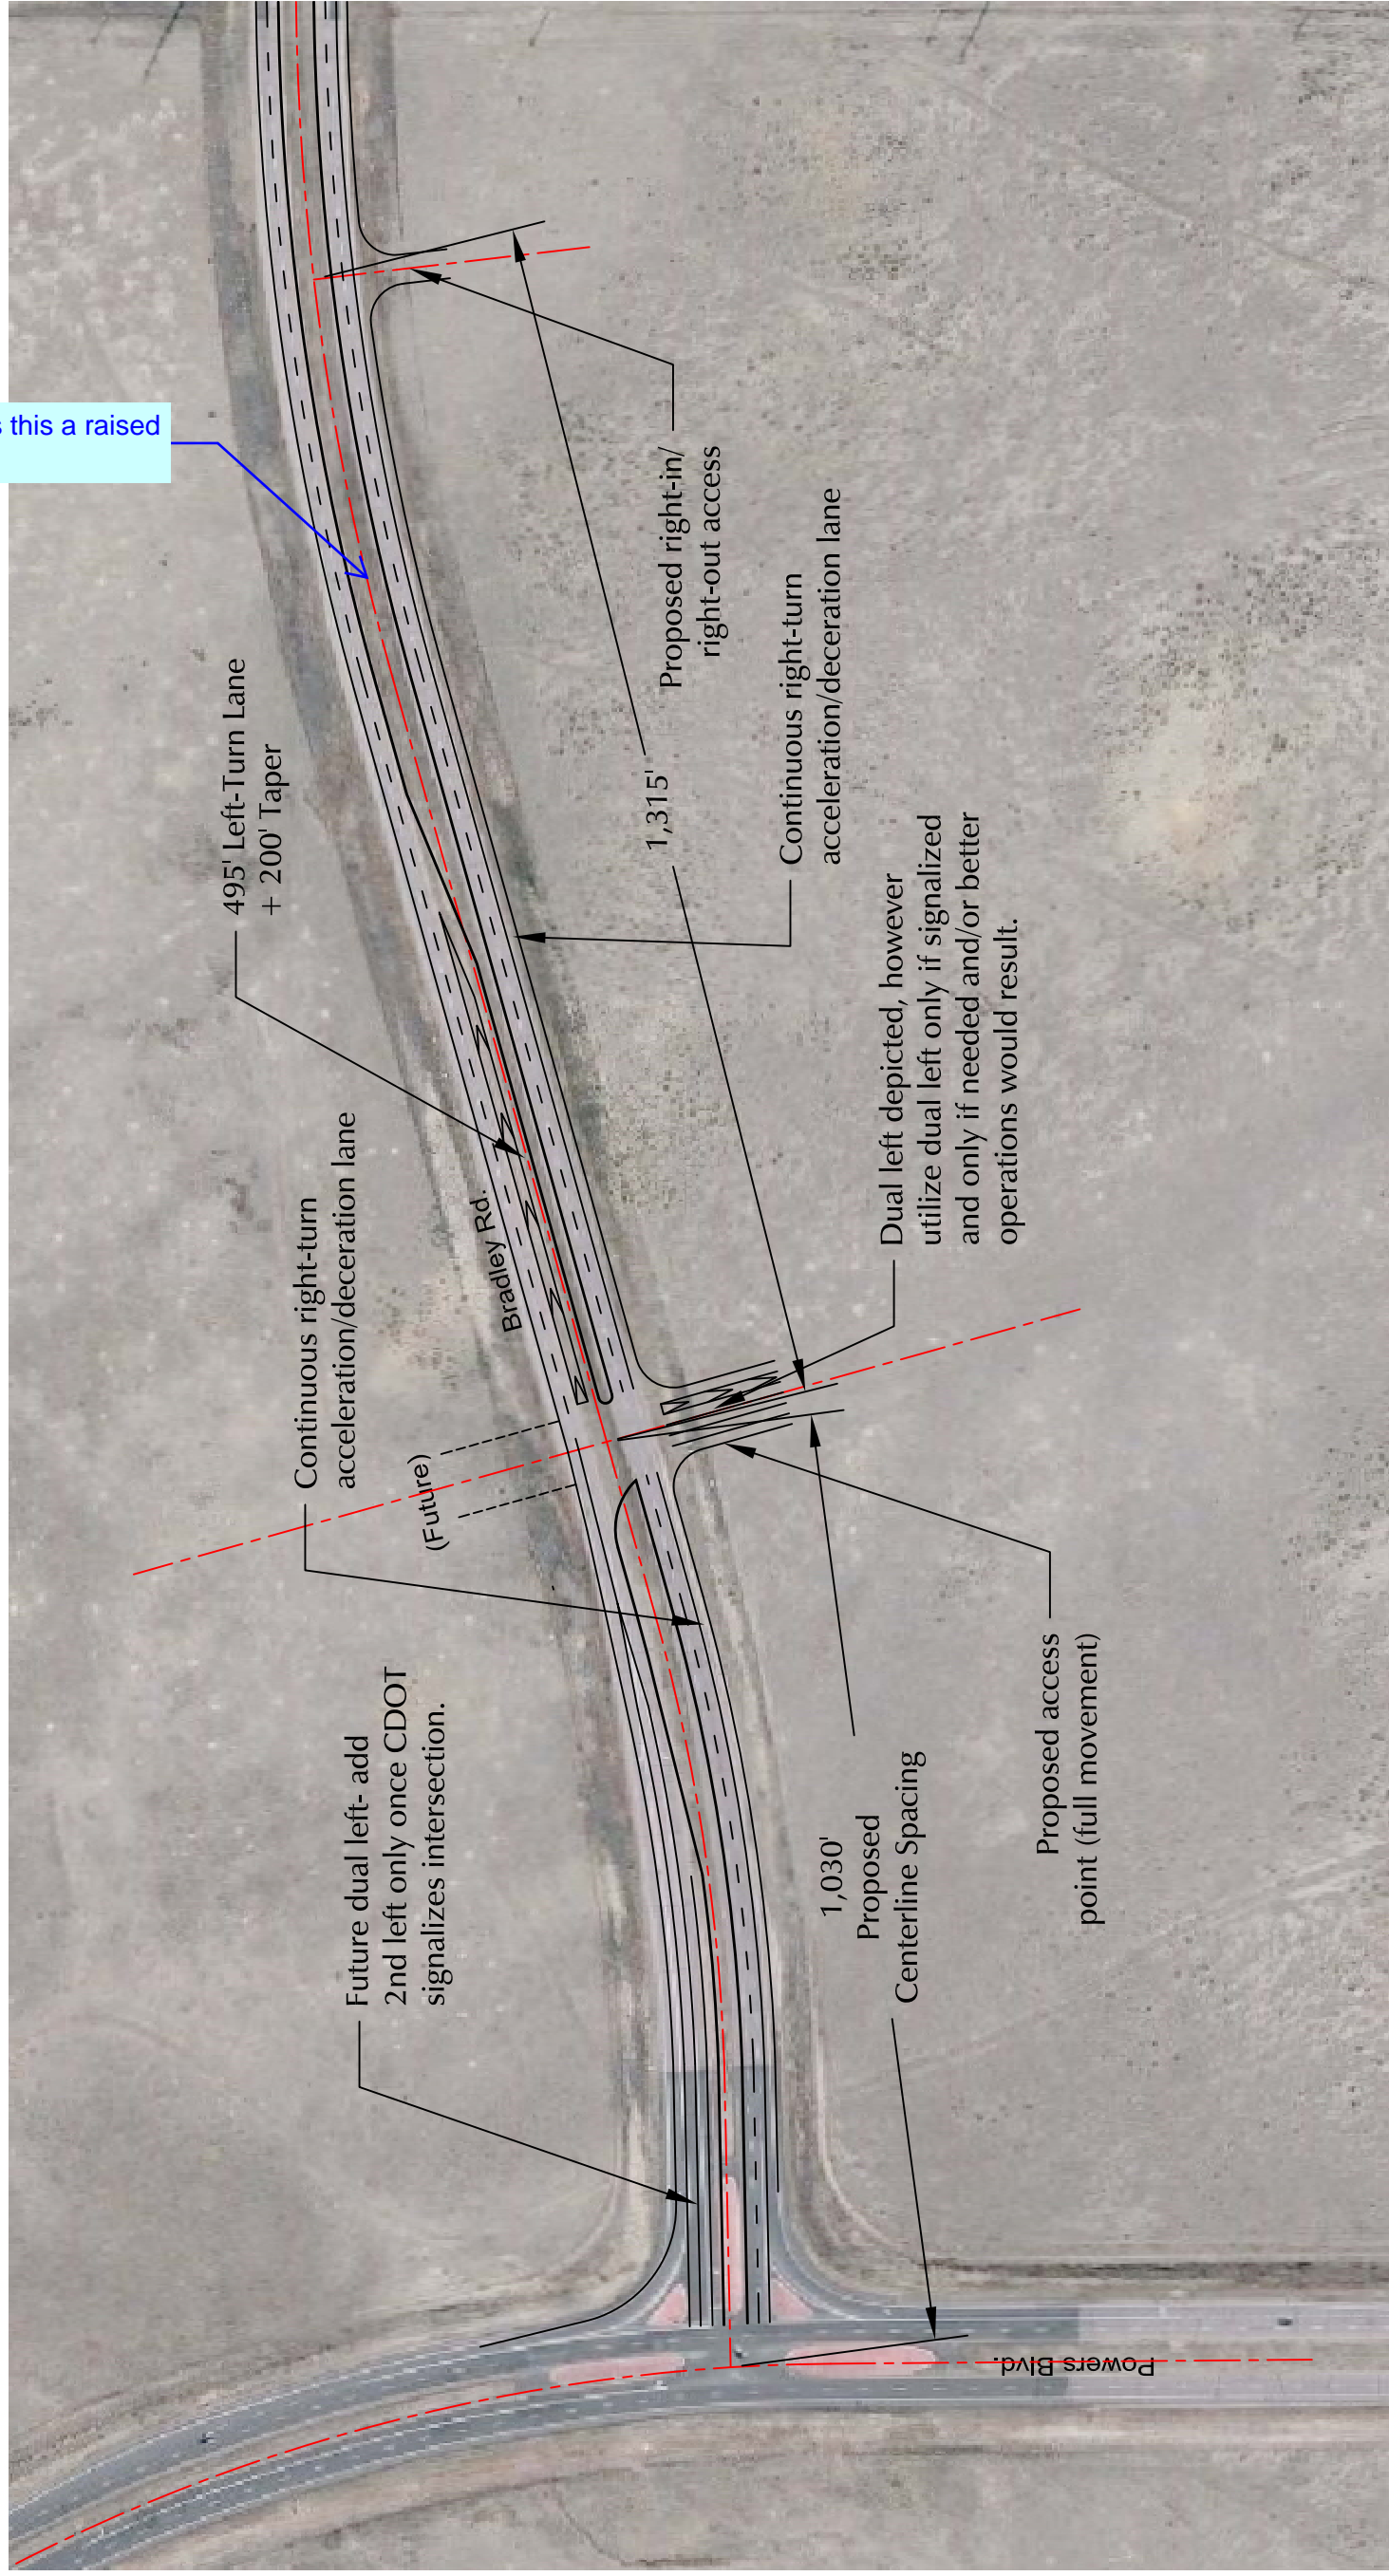 s this a raised
495' Left-Turn Lane
+ 200' Taper
Proposed right-in/
right-out access
1,315'
Continuous right-turn
acceleration/deceration lane
Dual left depicted, however
utilize dual left only if signalized
and only if needed and/or better
operations would result.
Continuous right-turn
acceleration/deceration lane
Bradley Rd.
(Future)
Future dual left- add
2nd left only once CDOT
signalizes intersection.
1,030'
Proposed
Centerline Spacing
Proposed access
point (full movement)
Powers Blvd.